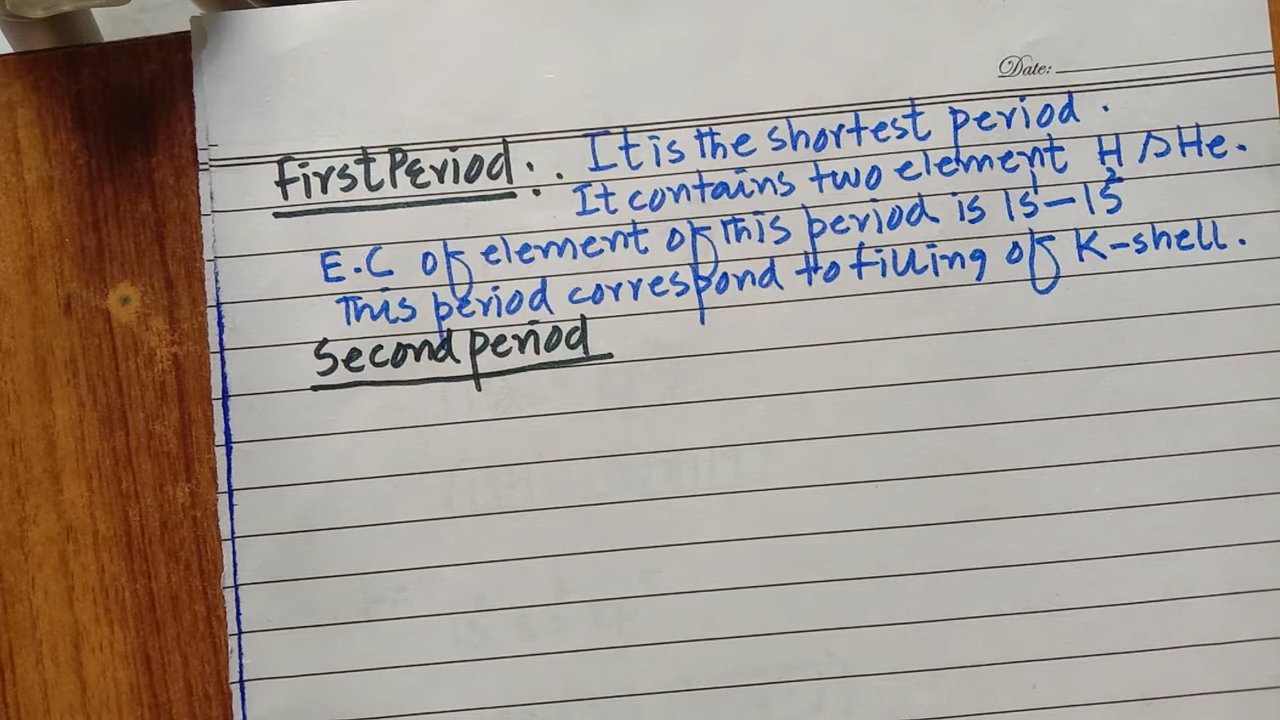 Date:
First Period : . It is the shortest period .
It contains two element H & He.
E.C of element of this period is 1s¹-1s²
This period correspond to filling of K-shell.
Second period